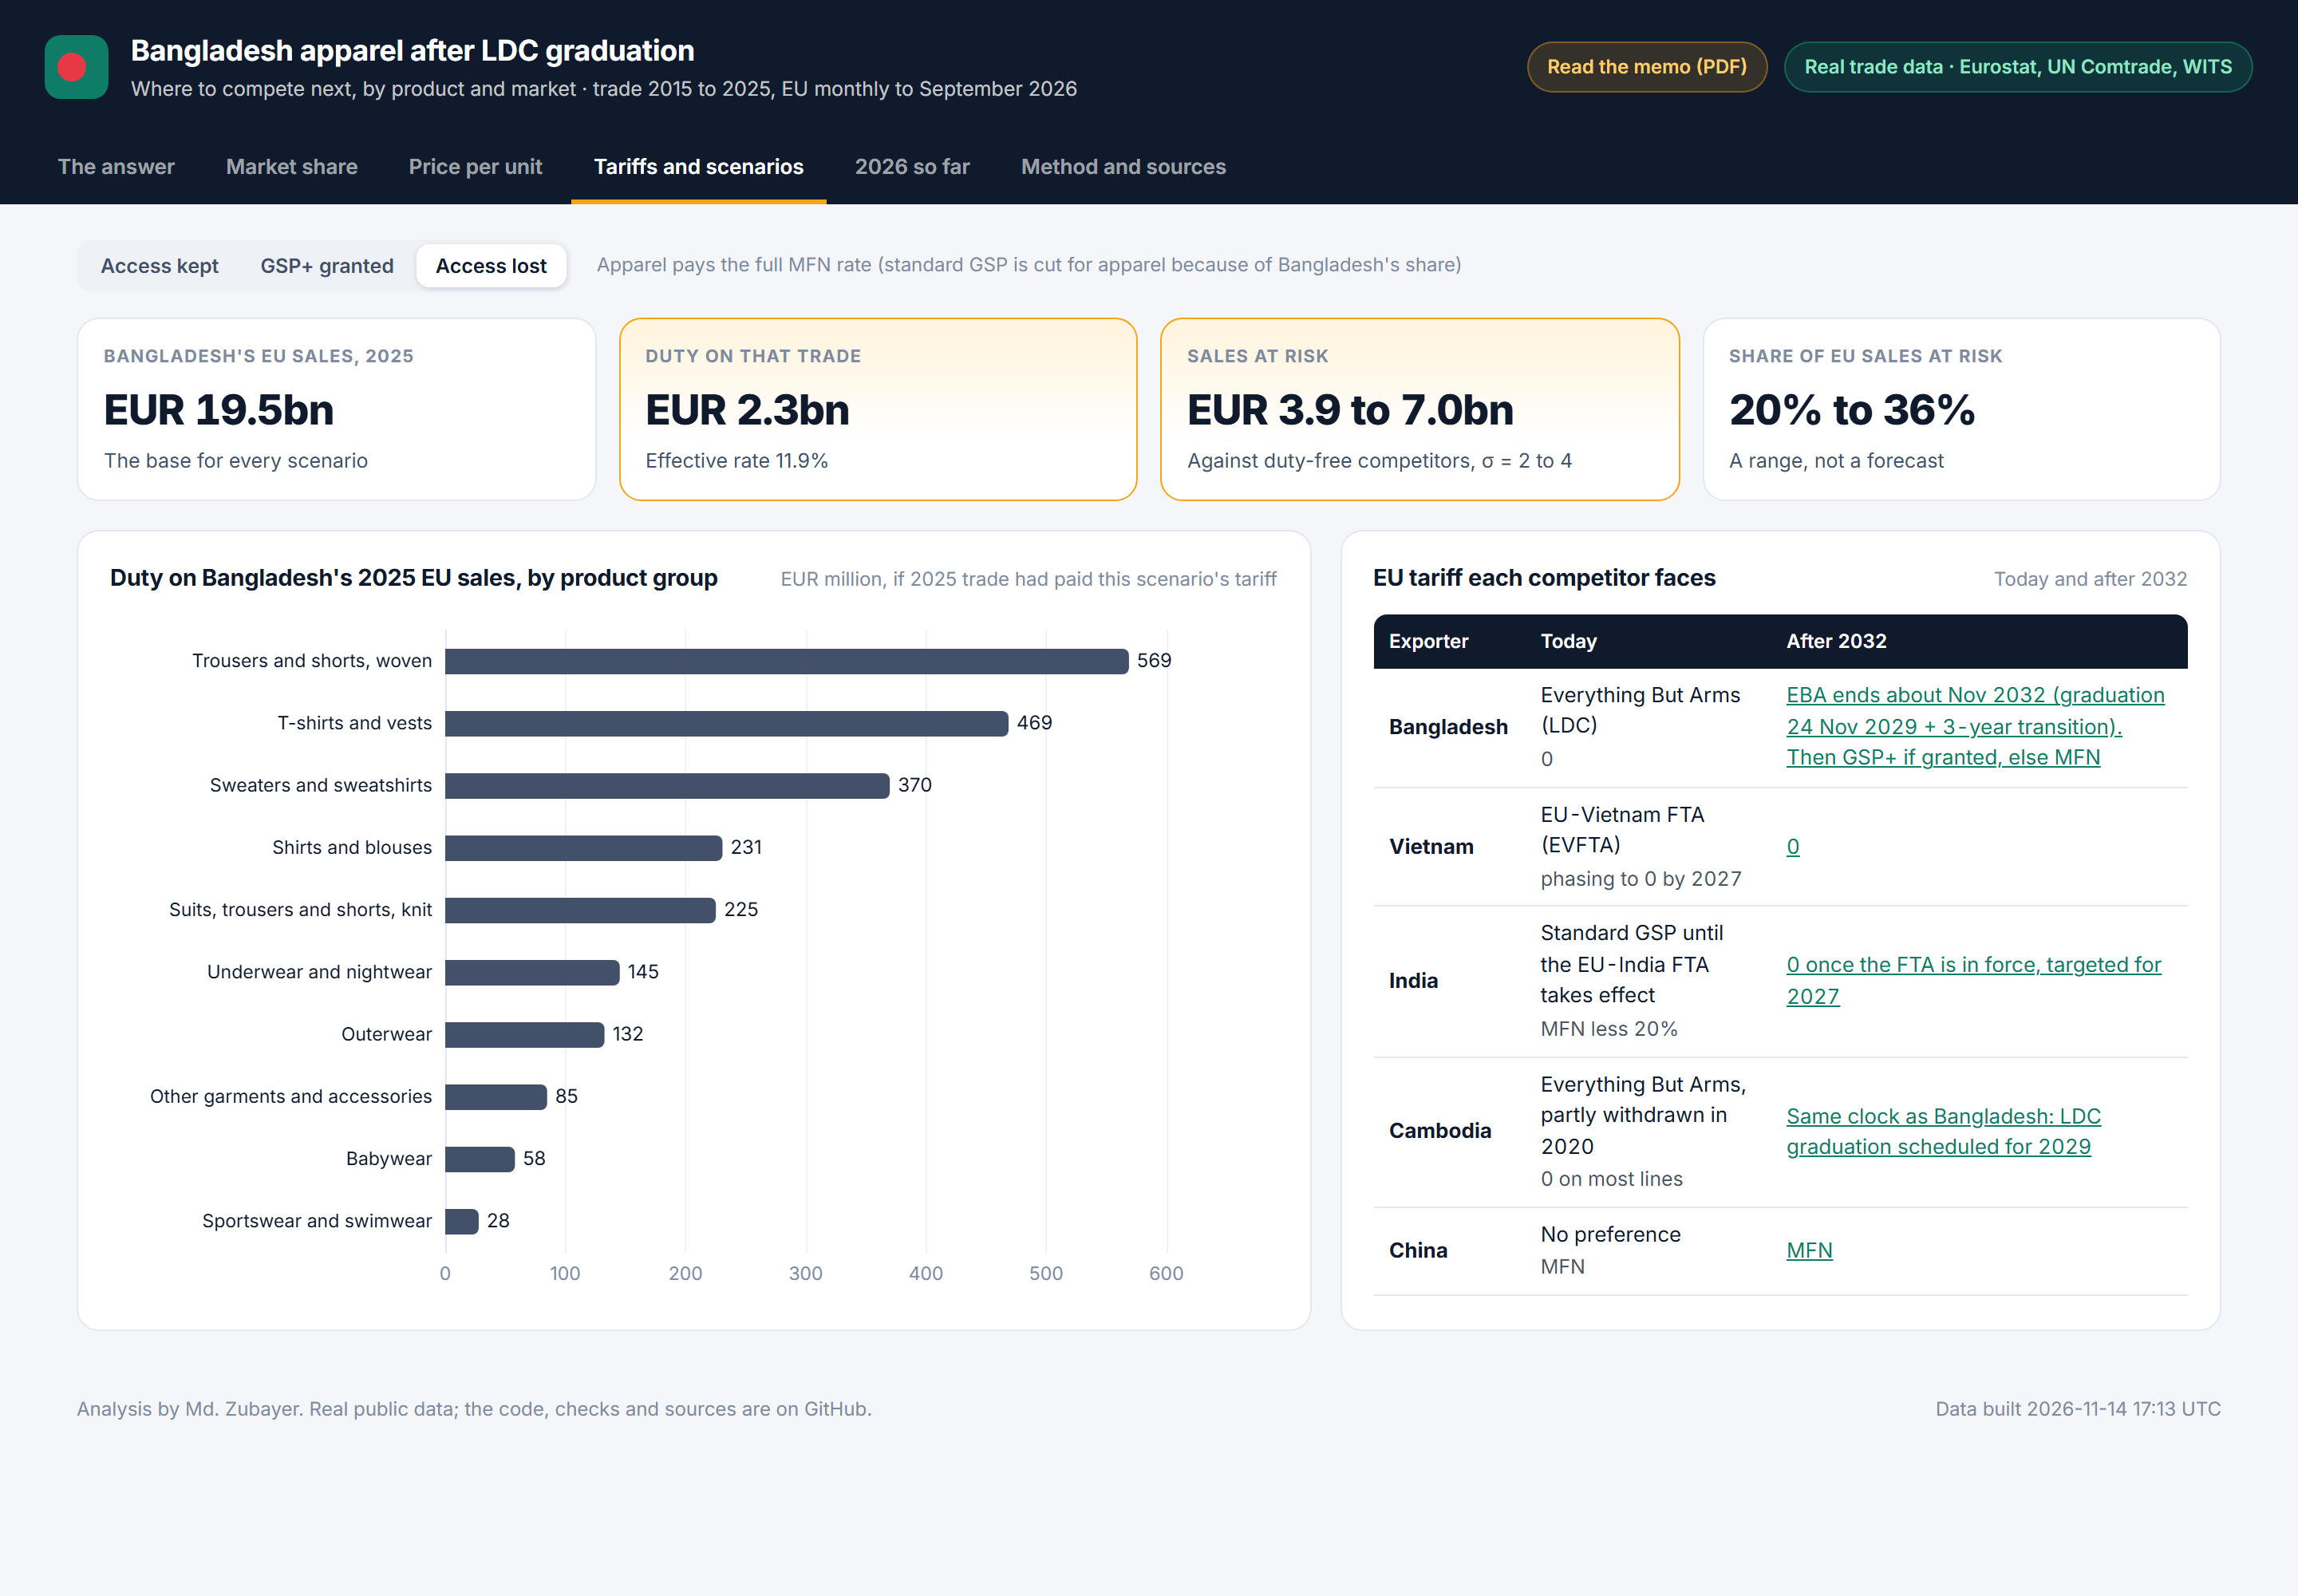 Bangladesh apparel after LDC graduation
Where to compete next, by product and market · trade 2015 to 2025, EU monthly to September 2026
Read the memo (PDF)
Real trade data · Eurostat, UN Comtrade, WITS
The answer
Market share
Price per unit
Tariffs and scenarios
2026 so far
Method and sources
Access kept
GSP+ granted
Access lost
Apparel pays the full MFN rate (standard GSP is cut for apparel because of Bangladesh's share)
BANGLADESH'S EU SALES, 2025
EUR 19.5bn
The base for every scenario
DUTY ON THAT TRADE
EUR 2.3bn
Effective rate 11.9%
SALES AT RISK
EUR 3.9 to 7.0bn
Against duty-free competitors, σ = 2 to 4
SHARE OF EU SALES AT RISK
20% to 36%
A range, not a forecast
Duty on Bangladesh's 2025 EU sales, by product group
EUR million, if 2025 trade had paid this scenario's tariff
Trousers and shorts, woven 569
T-shirts and vests 469
Sweaters and sweatshirts 370
Shirts and blouses 231
Suits, trousers and shorts, knit 225
Underwear and nightwear 145
Outerwear 132
Other garments and accessories 85
Babywear 58
Sportswear and swimwear 28
0 100 200 300 400 500 600
EU tariff each competitor faces
Today and after 2032
Exporter Today After 2032
Bangladesh
Everything But Arms
(LDC)
0
EBA ends about Nov 2032 (graduation
24 Nov 2029 + 3-year transition).
Then GSP+ if granted, else MFN
Vietnam
EU-Vietnam FTA
(EVFTA)
phasing to 0 by 2027
0
India
Standard GSP until
the EU-India FTA
takes effect
MFN less 20%
0 once the FTA is in force, targeted for
2027
Cambodia
Everything But Arms,
partly withdrawn in
2020
0 on most lines
Same clock as Bangladesh: LDC
graduation scheduled for 2029
China
No preference
MFN
MFN
Analysis by Md. Zubayer. Real public data; the code, checks and sources are on GitHub.
Data built 2026-11-14 17:13 UTC